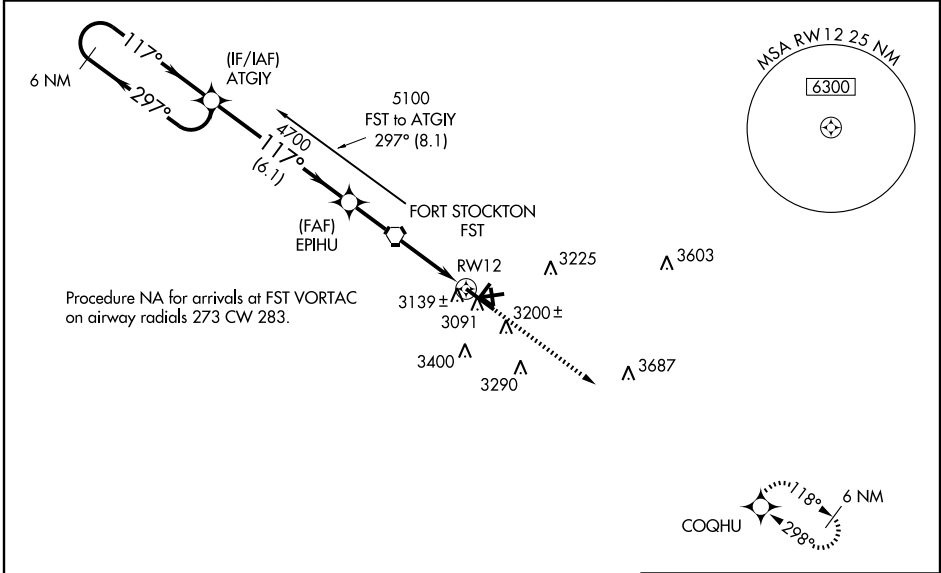 MSA RW12 25 NM
6300
117°
6 NM
297°
(IF/IAF)
ATGIY
5100
FST to ATGIY
297° (8.1)
4700
117°
(6.1)
(FAF)
EPIHU
FORT STOCKTON
FST
RW12
3225
3603
Procedure NA for arrivals at FST VORTAC
on airway radials 273 CW 283.
3139 ±
3091
3200 ±
3400
3290
3687
COQHU
118°
6 NM
298°